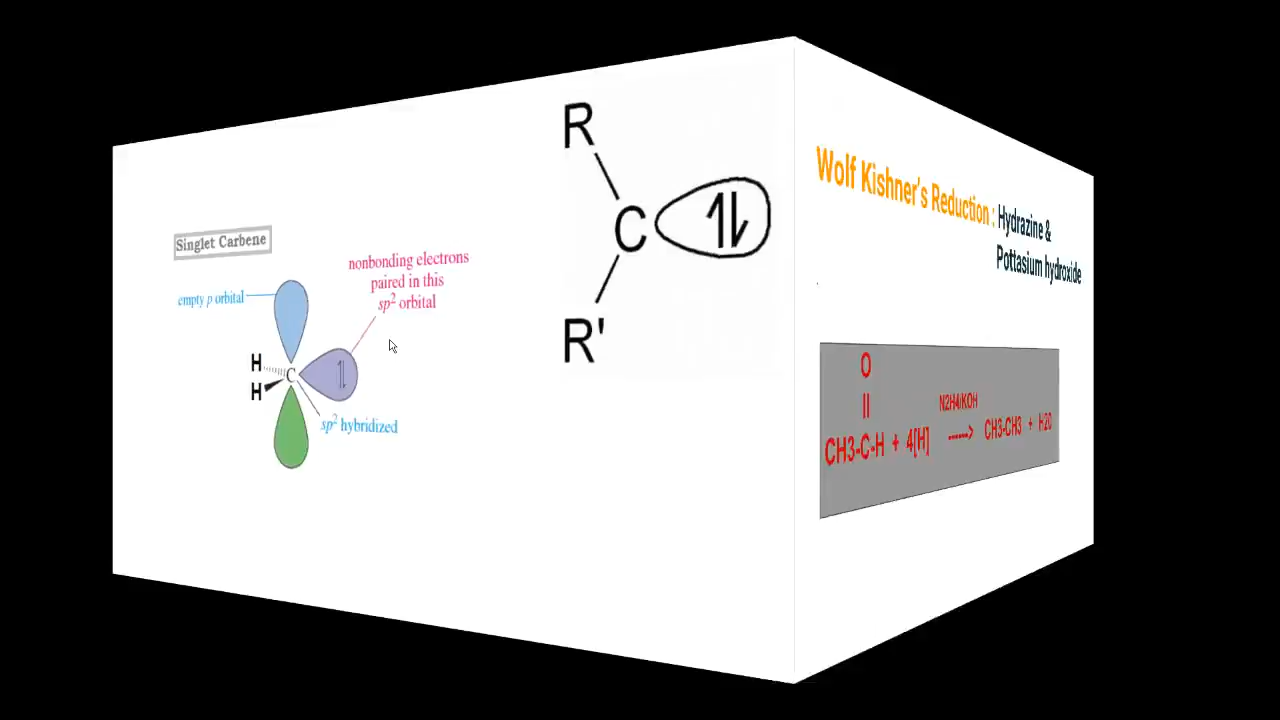 Singlet Carbene
empty p orbital
nonbonding electrons
paired in this
sp² orbital
H
H
C
sp² hybridized
R
C
R'
Wolf Kishner's Reduction : Hydrazine &
Pottasium hydroxide
O
||
CH3-C-H + 4[H] -----> CH3-CH3 + H2O
N2H4/KOH